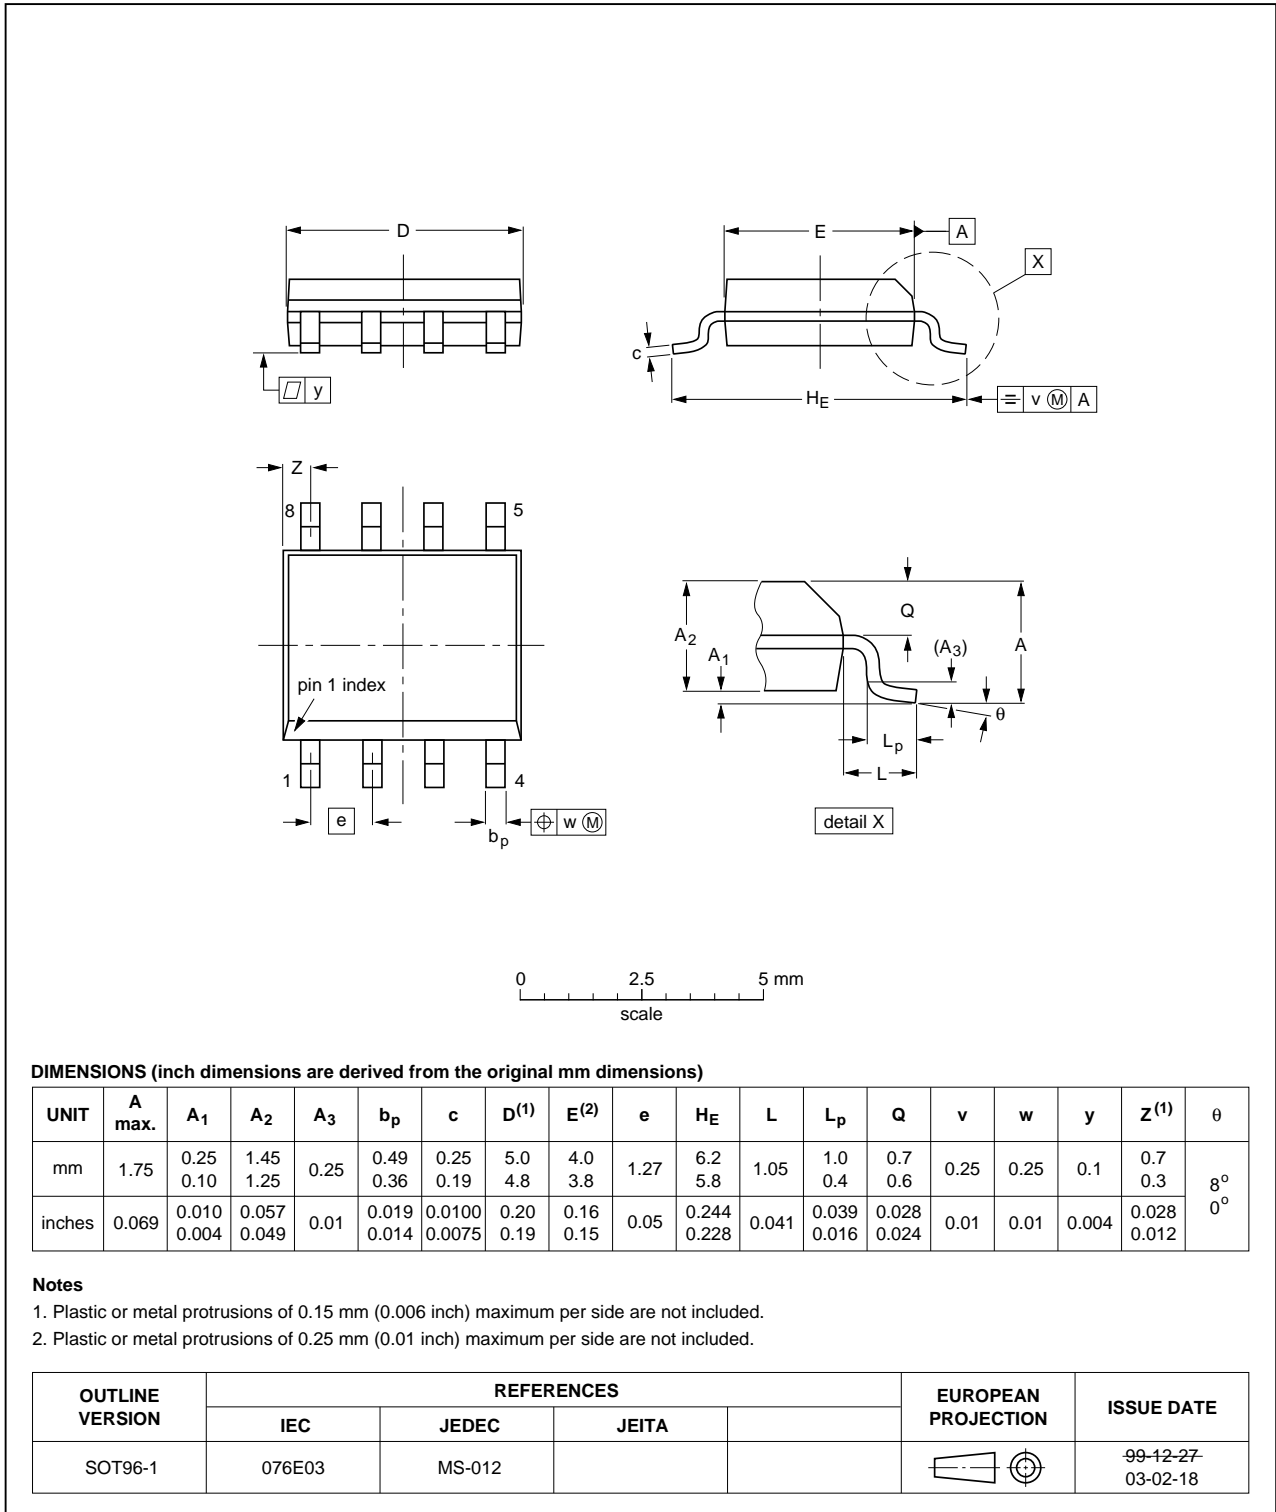 D
E
A
X
c
y
HE
v M A
Z
8
5
pin 1 index
1
4
e
bp
w M
A2
A1
Q
(A3)
A
θ
Lp
L
detail X
0 2.5 5 mm
scale
DIMENSIONS (inch dimensions are derived from the original mm dimensions)
UNIT A max. A1 A2 A3 bp c D(1) E(2) e HE L Lp Q v w y Z(1) θ
mm 1.75 0.25 0.10 1.45 1.25 0.25 0.49 0.36 0.25 0.19 5.0 4.8 4.0 3.8 1.27 6.2 5.8 1.05 1.0 0.4 0.7 0.6 0.25 0.25 0.1 0.7 0.3 8° 0°
inches 0.069 0.010 0.004 0.057 0.049 0.01 0.019 0.014 0.0100 0.0075 0.20 0.19 0.16 0.15 0.05 0.244 0.228 0.041 0.039 0.016 0.028 0.024 0.01 0.01 0.004 0.028 0.012
Notes
1. Plastic or metal protrusions of 0.15 mm (0.006 inch) maximum per side are not included.
2. Plastic or metal protrusions of 0.25 mm (0.01 inch) maximum per side are not included.
OUTLINE VERSION REFERENCES EUROPEAN PROJECTION ISSUE DATE
IEC JEDEC JEITA
SOT96-1 076E03 MS-012 99-12-27
03-02-18